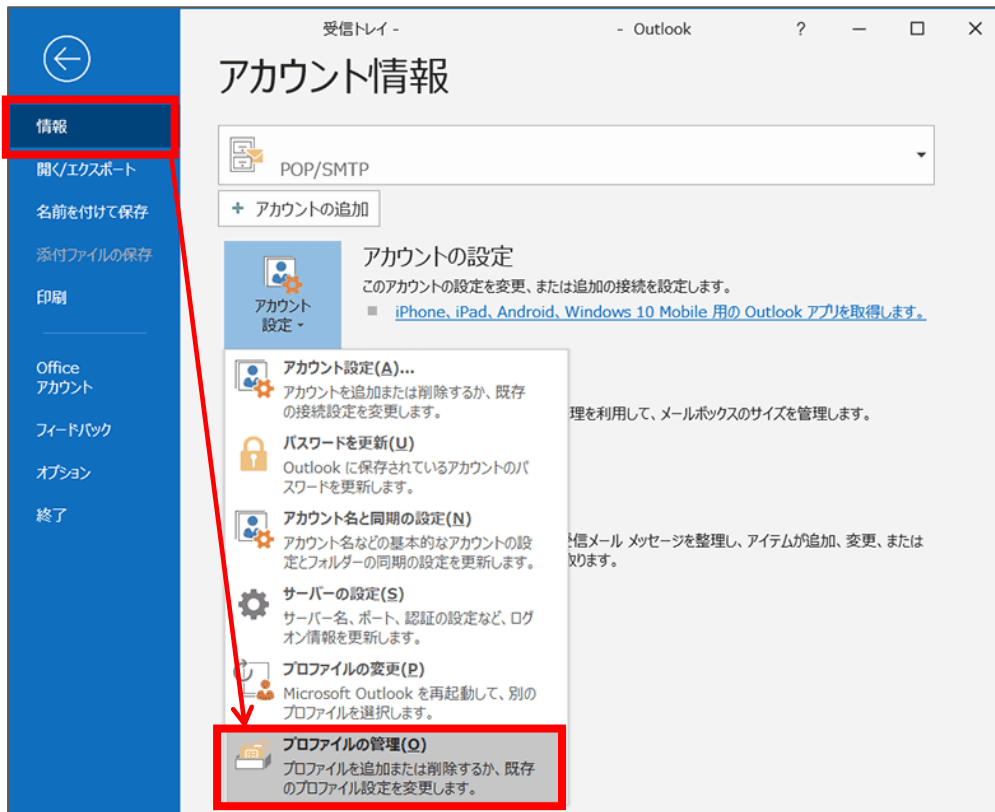 受信トレイ -
- Outlook
?
アカウント情報
情報
開く/エクスポート
名前を付けて保存
添付ファイルの保存
印刷
Office
アカウント
フィードバック
オプション
終了
POP/SMTP
+ アカウントの追加
アカウント
設定
アカウントの設定
このアカウントの設定を変更、または追加の接続を設定します。
iPhone、iPad、Android、Windows 10 Mobile 用の Outlook アプリを取得します。
アカウント設定(A)...
アカウントを追加または削除するか、既存
の接続設定を変更します。
理を利用して、メールボックスのサイズを管理します。
パスワードを更新(U)
Outlook に保存されているアカウントのパ
スワードを更新します。
アカウント名と同期の設定(N)
アカウント名などの基本的なアカウントの設
定とフォルダーの同期の設定を更新します。
信メール メッセージを整理し、アイテムが追加、変更、または
取ります。
サーバーの設定(S)
サーバー名、ポート、認証の設定など、ログ
オン情報を更新します。
プロファイルの変更(P)
Microsoft Outlook を再起動して、別の
プロファイルを選択します。
プロファイルの管理(O)
プロファイルを追加または削除するか、既存
のプロファイル設定を変更します。